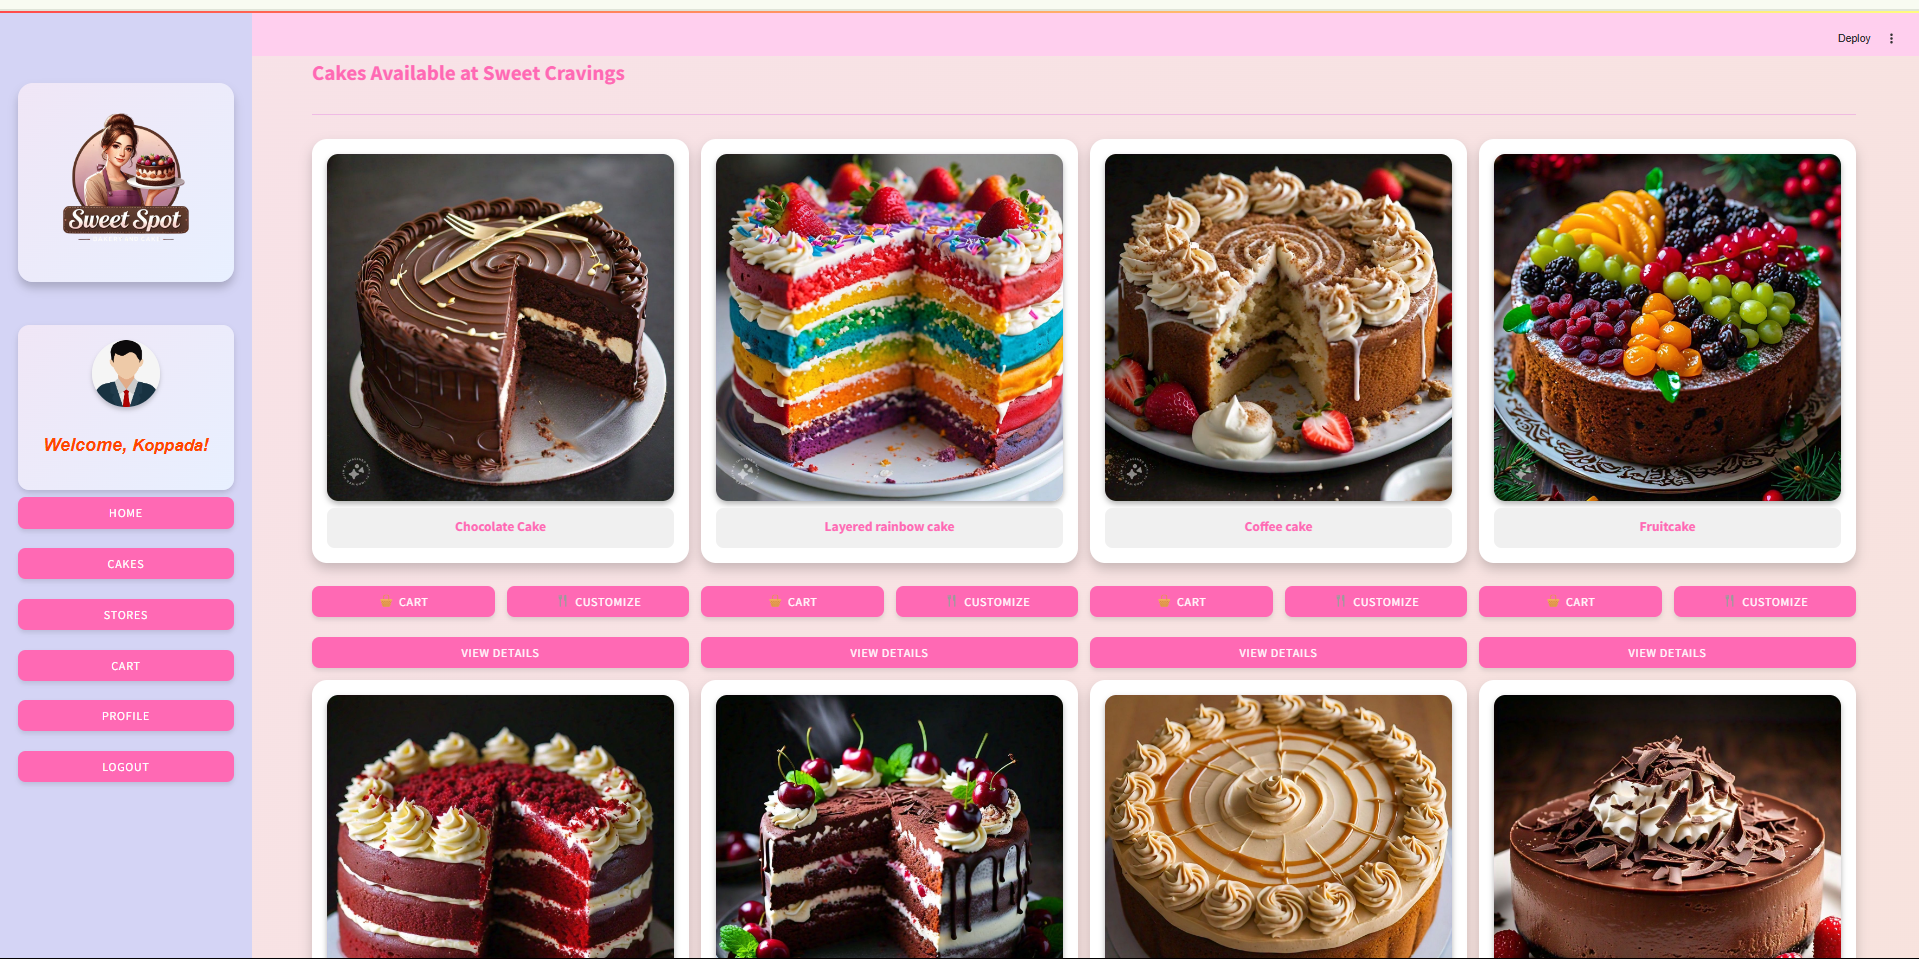 Deploy
Sweet Spot
Welcome, Koppada!
HOME
CAKES
STORES
CART
PROFILE
LOGOUT
Cakes Available at Sweet Cravings
Chocolate Cake
Layered rainbow cake
Coffee cake
Fruitcake
CART
CUSTOMIZE
CART
CUSTOMIZE
CART
CUSTOMIZE
CART
CUSTOMIZE
VIEW DETAILS
VIEW DETAILS
VIEW DETAILS
VIEW DETAILS